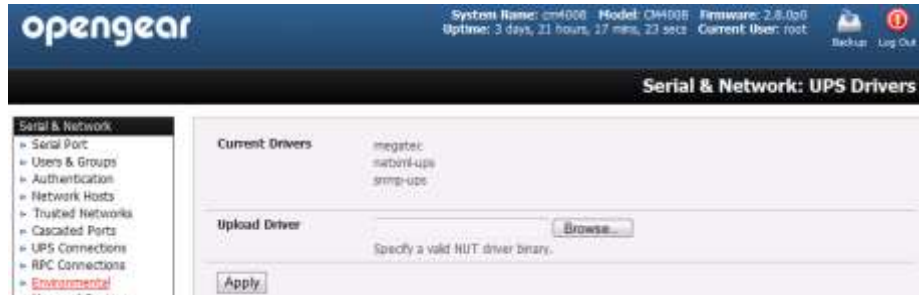 opengear
System Name: cm4008 Model: CM4008 Firmware: 2.8.0p0
Uptime: 3 days, 21 hours, 17 mins, 23 secs Current User: root
Backup Log Out
Serial & Network: UPS Drivers
Serial & Network
Serial Port
Users & Groups
Authentication
Network Hosts
Trusted Networks
Cascaded Ports
UPS Connections
RPC Connections
Environmental
Current Drivers
megatec
netxml-ups
snmp-ups
Upload Driver
Browse...
Specify a valid NUT driver binary.
Apply